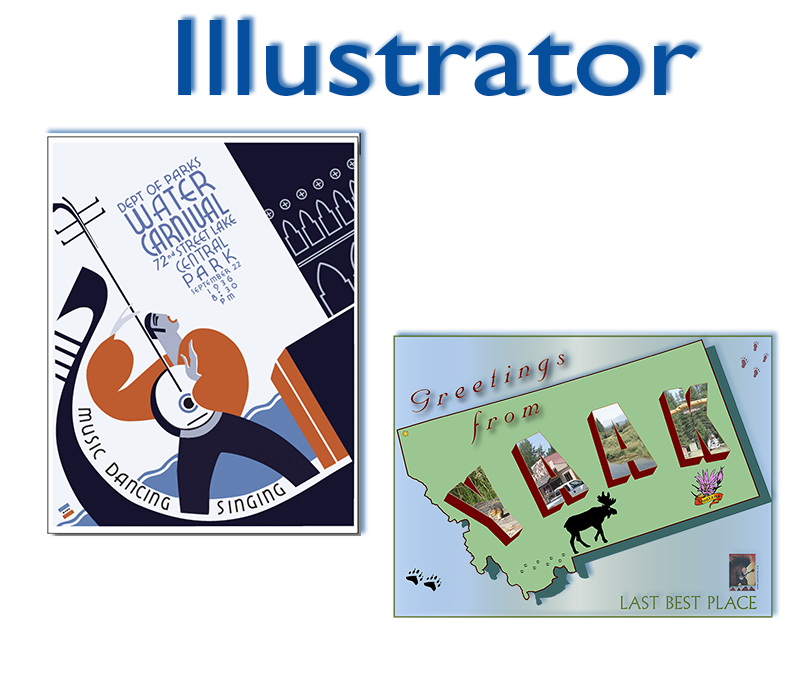 Illustrator
DEPT OF PARKS
WATER
CARNIVAL
72nd STREET LAKE
CENTRAL
PARK
SEPTEMBER 22
1936
8:30
PM
MUSIC DANCING SINGING
Greetings
from
YAAK
LAST BEST PLACE